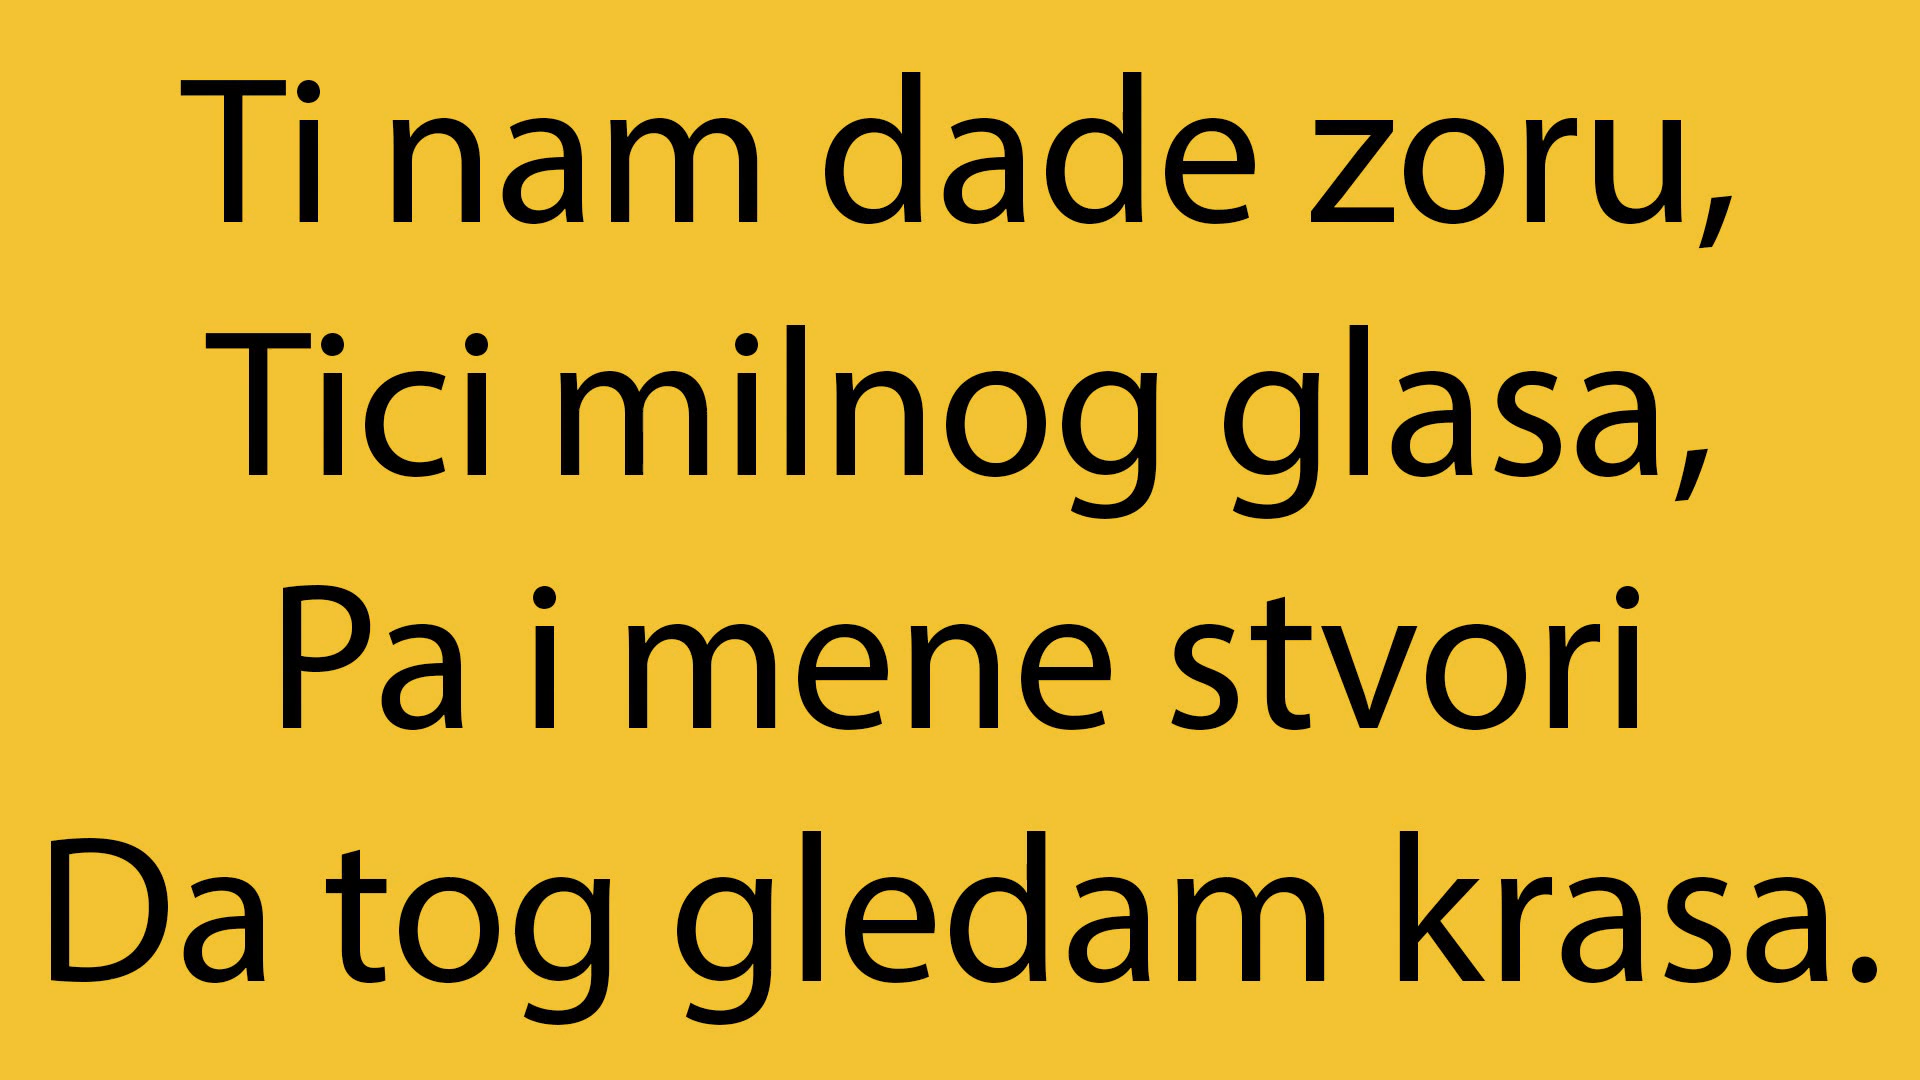 Ti nam dade zoru,
Tici milnog glasa,
Pa i mene stvori
Da tog gledam krasa.